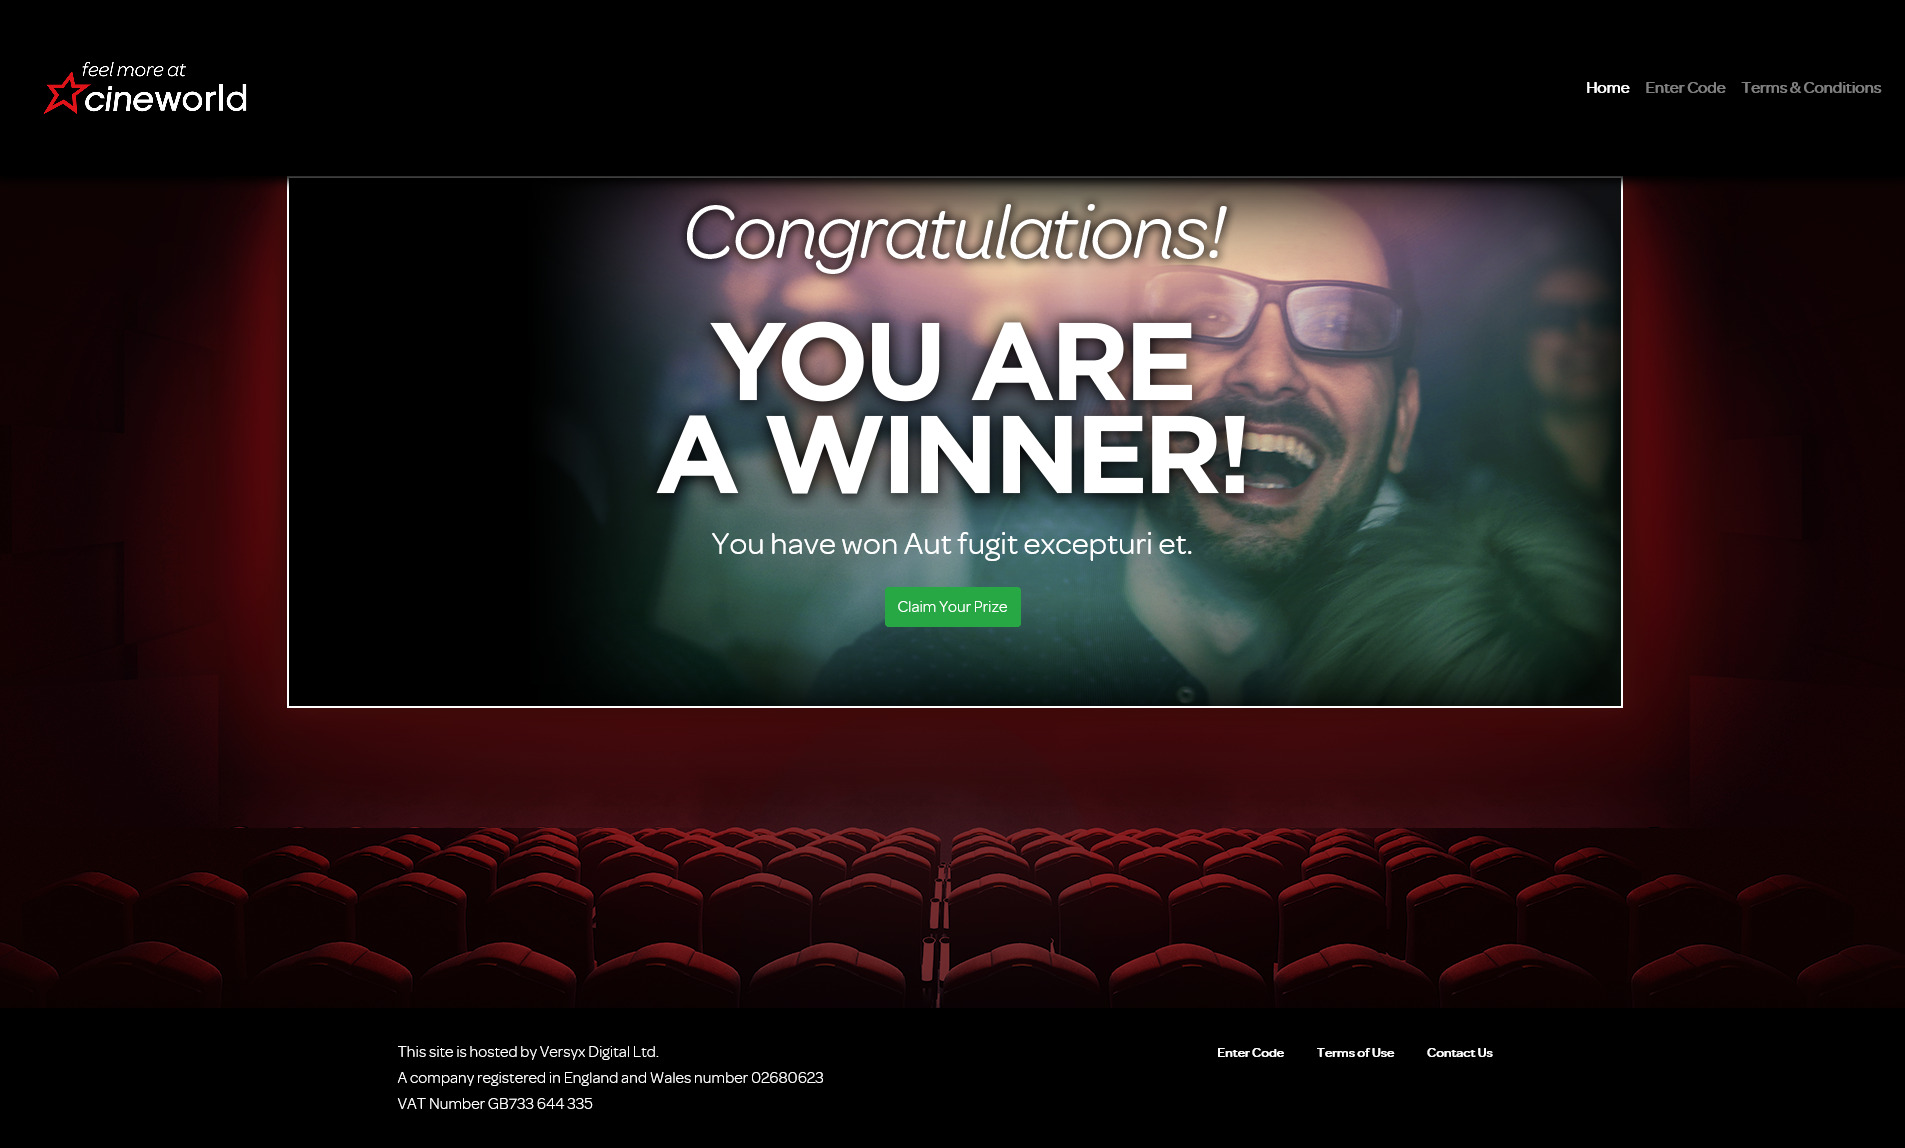 feel more at
cineworld
Home Enter Code Terms & Conditions
Congratulations!
YOU ARE
A WINNER!
You have won Aut fugit excepturi et.
Claim Your Prize
This site is hosted by Versyx Digital Ltd.
A company registered in England and Wales number 02680623
VAT Number GB733 644 335
Enter Code Terms of Use Contact Us